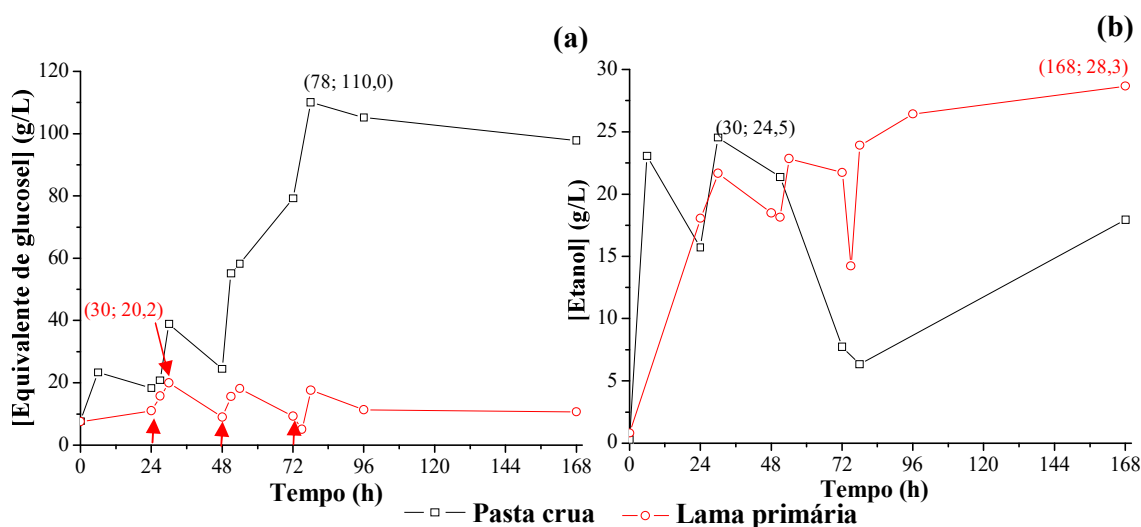 (a)
[Equivalente de glucosel] (g/L)
120
100
80
60
40
20
0
(78; 110,0)
(30; 20,2)
0 24 48 72 96 120 144 168
Tempo (h)
(b)
[Etanol] (g/L)
30
25
20
15
10
5
0
(168; 28,3)
(30; 24,5)
0 24 48 72 96 120 144 168
Tempo (h)
Pasta crua Lama primária